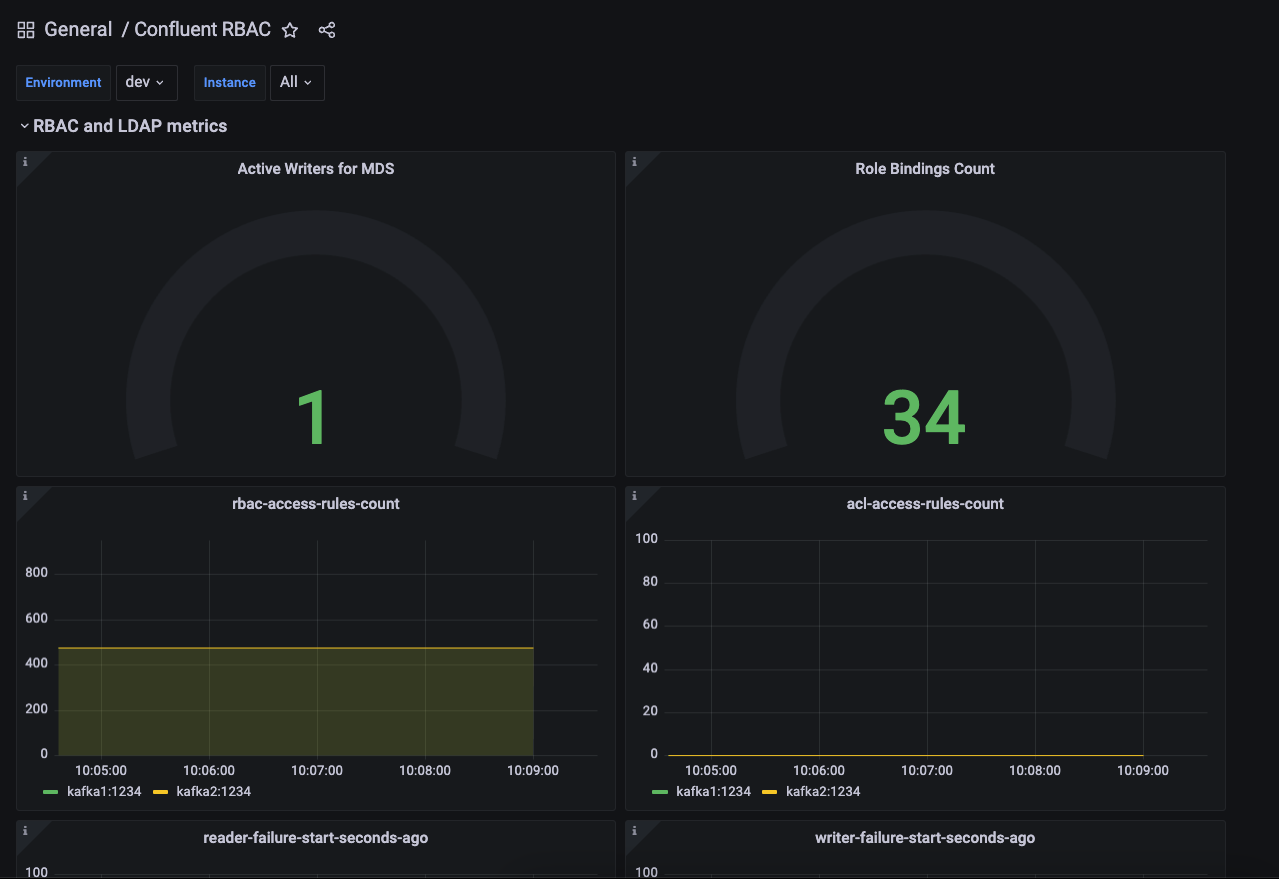 General / Confluent RBAC
Environment dev Instance All
RBAC and LDAP metrics
i
Active Writers for MDS
1
i
Role Bindings Count
34
i
rbac-access-rules-count
800
600
400
200
0
10:05:00 10:06:00 10:07:00 10:08:00 10:09:00
kafka1:1234 kafka2:1234
i
acl-access-rules-count
100
80
60
40
20
0
10:05:00 10:06:00 10:07:00 10:08:00 10:09:00
kafka1:1234 kafka2:1234
i
reader-failure-start-seconds-ago
100
i
writer-failure-start-seconds-ago
100